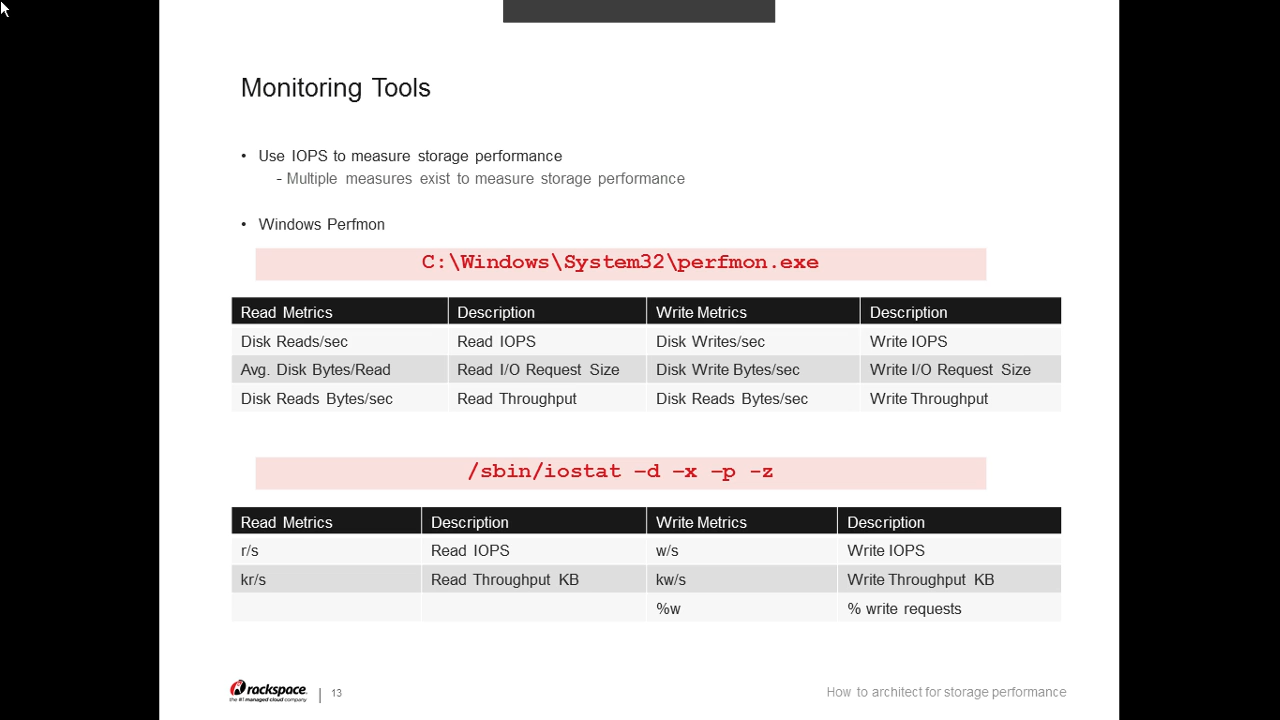 Monitoring Tools
• Use IOPS to measure storage performance
- Multiple measures exist to measure storage performance
• Windows Perfmon
C:\Windows\System32\perfmon.exe
Read Metrics Description Write Metrics Description
Disk Reads/sec Read IOPS Disk Writes/sec Write IOPS
Avg. Disk Bytes/Read Read I/O Request Size Disk Write Bytes/sec Write I/O Request Size
Disk Reads Bytes/sec Read Throughput Disk Reads Bytes/sec Write Throughput
/sbin/iostat –d –x –p -z
Read Metrics Description Write Metrics Description
r/s Read IOPS w/s Write IOPS
kr/s Read Throughput KB kw/s Write Throughput KB
%w % write requests
rackspace.
the #1 managed cloud company
13
How to architect for storage performance